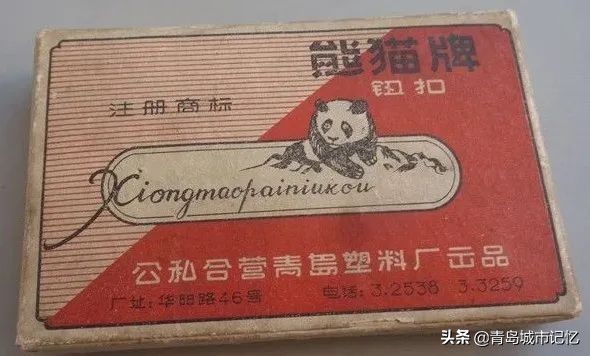 熊猫牌
钮扣
注册商标
Xiongmaopainiukou
公私合营青岛塑料厂出品
厂址:华阳路46号 电话:3.2538 3.3259
头条 @青岛城市记忆